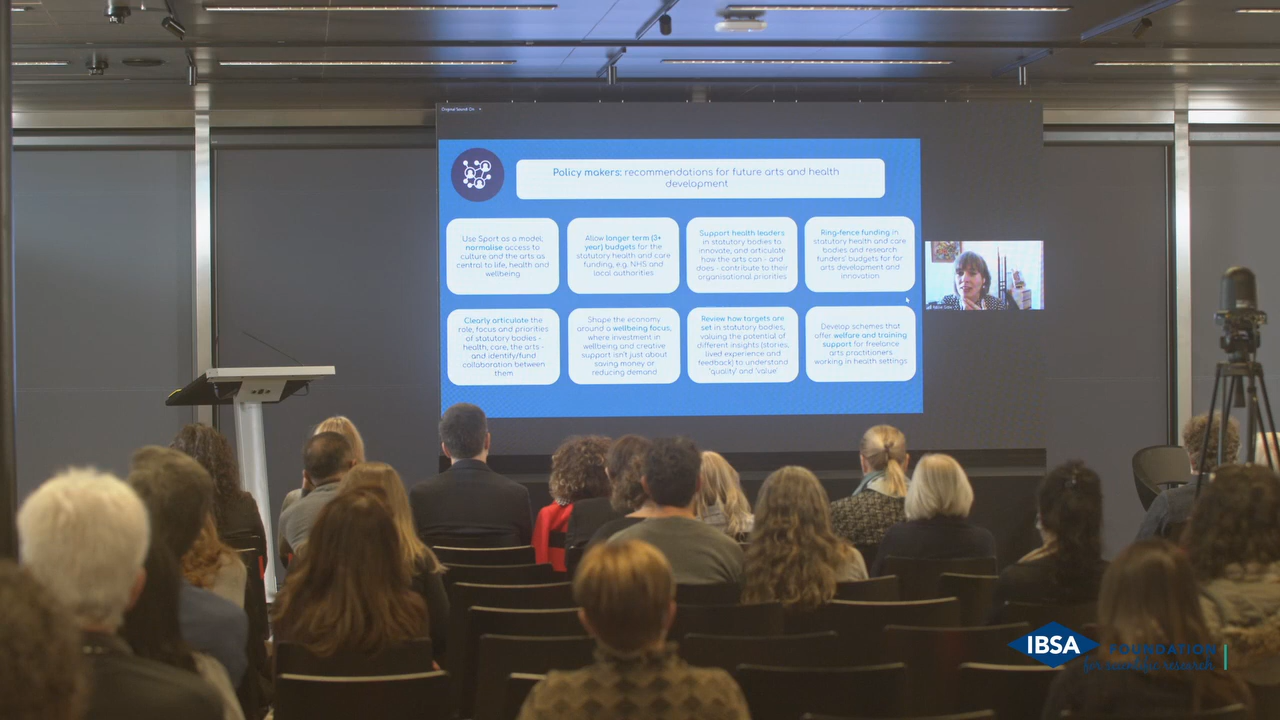 Original Sound: On
Policy makers: recommendations for future arts and health
development
Use Sport as a model,
normalise access to
culture and the arts as
central to life, health and
wellbeing
Allow longer term (3+
year) budgets for the
statutory health and care
funding, e.g. NHS and
local authorities
Support health leaders
in statutory bodies to
innovate, and articulate
how the arts can - and
does - contribute to their
organisational priorities
Ring-fence funding in
statutory health and care
bodies and research
funders' budgets for for
arts development and
innovation
Clearly articulate the
role, focus and priorities
of statutory bodies -
health, care, the arts -
and identify/fund
collaboration between
them
Shape the economy
around a wellbeing focus,
where investment in
wellbeing and creative
support isn't just about
saving money or
reducing demand
Review how targets are
set in statutory bodies,
valuing the potential of
different insights (stories,
lived experience and
feedback) to understand
'quality' and 'value'
Develop schemes that
offer welfare and training
support for freelance
arts practitioners
working in health settings
IBSA
FOUNDATION
for scientific research